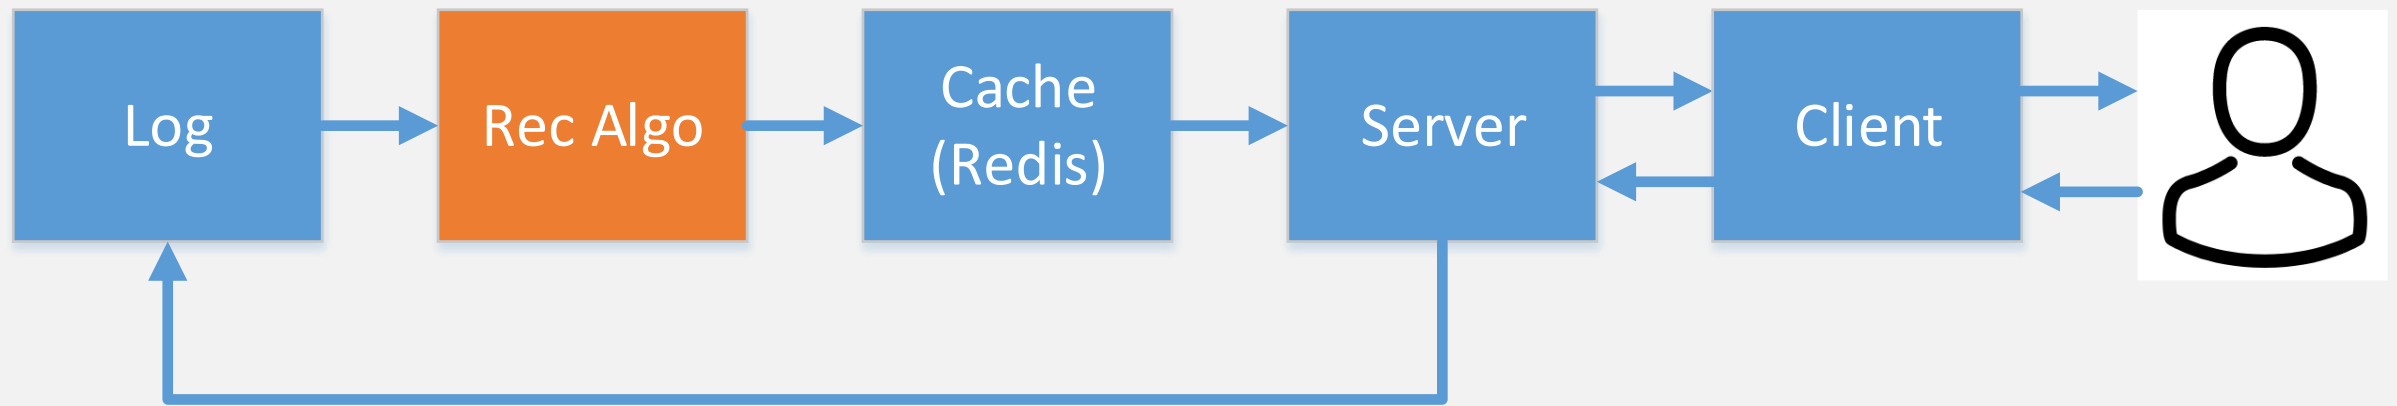 Log
Rec Algo
Cache
(Redis)
Server
Client